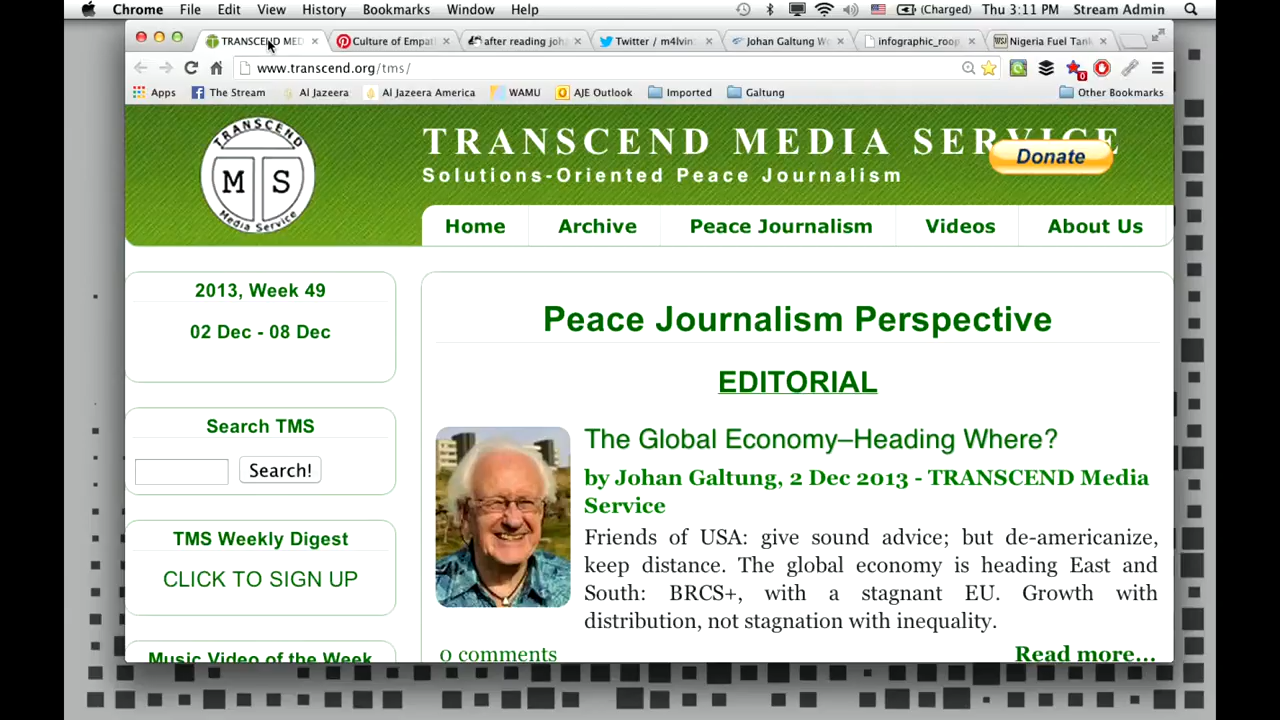 Chrome File Edit View History Bookmarks Window Help (Charged) Thu 3:11 PM Stream Admin
TRANSCEND MED Culture of Empat after reading joha Twitter / m4lvin Johan Galtung We infographic_roop Nigeria Fuel Tank
www.transcend.org/tms/ 0
Apps The Stream Al Jazeera Al Jazeera America WAMU AJE Outlook Imported Galtung Other Bookmarks
TRANSCEND
M S
Media Service
TRANSCEND MEDIA SERVICE
Donate
Solutions-Oriented Peace Journalism
Home Archive Peace Journalism Videos About Us
2013, Week 49
02 Dec - 08 Dec
Search TMS
Search!
TMS Weekly Digest
CLICK TO SIGN UP
Music Video of the Week
Peace Journalism Perspective
EDITORIAL
The Global Economy–Heading Where?
by Johan Galtung, 2 Dec 2013 - TRANSCEND Media
Service
Friends of USA: give sound advice; but de-americanize,
keep distance. The global economy is heading East and
South: BRCS+, with a stagnant EU. Growth with
distribution, not stagnation with inequality.
0 comments Read more...